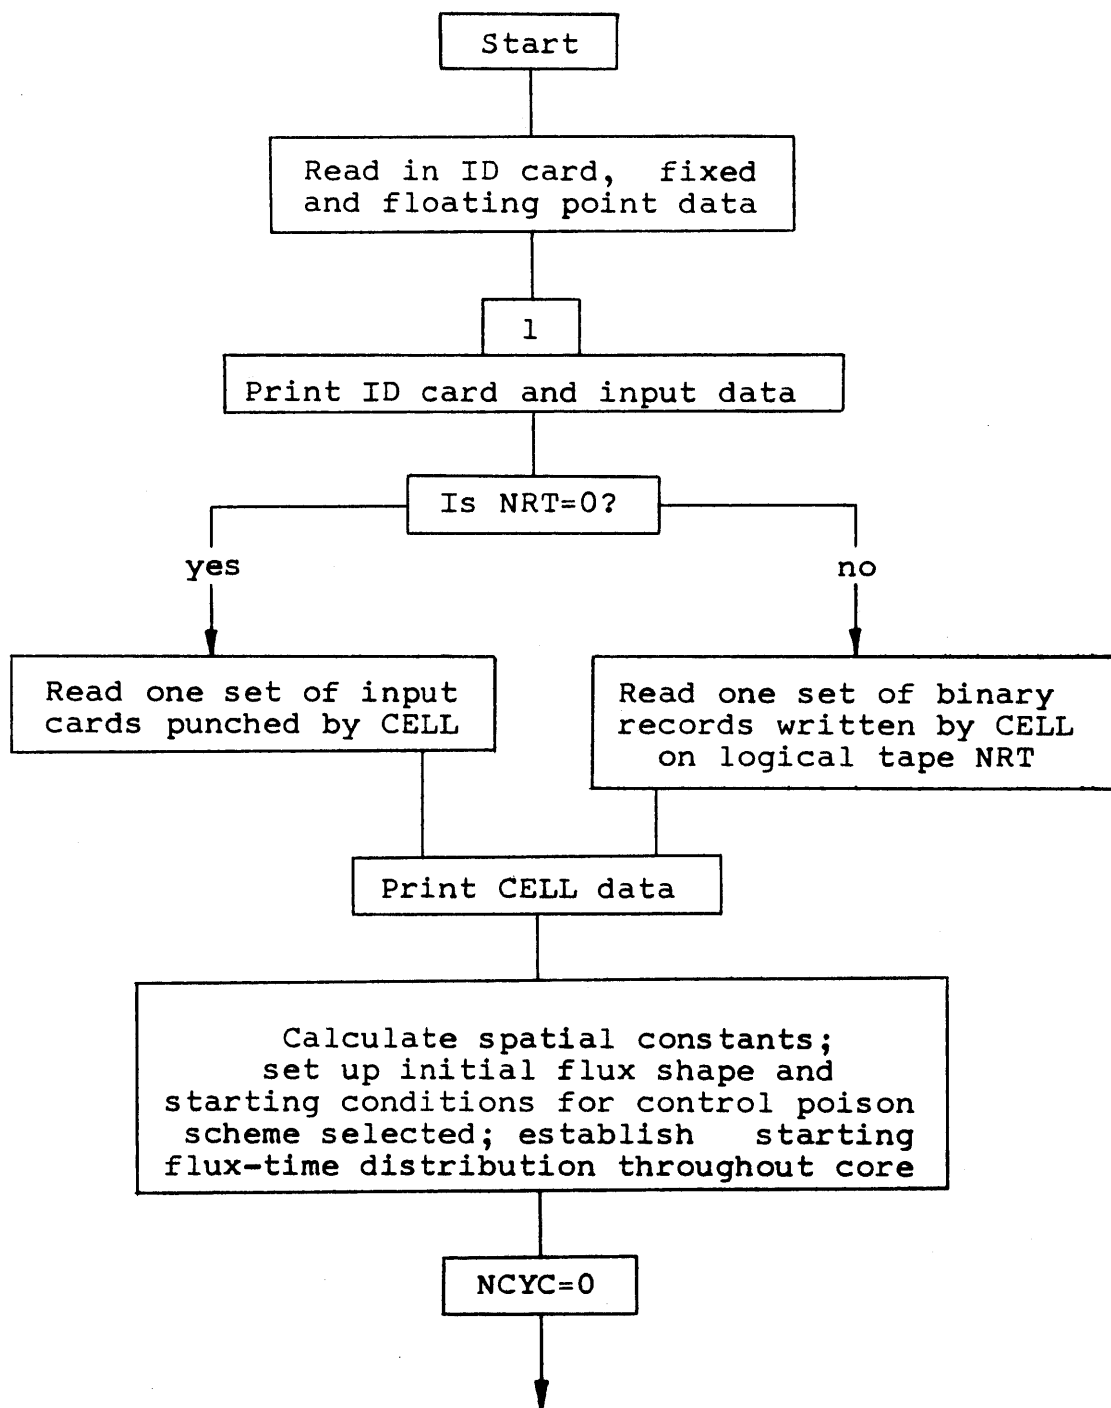 Start
Read in ID card, fixed
and floating point data
1
Print ID card and input data
Is NRT=0?
yes
no
Read one set of input
cards punched by CELL
Read one set of binary
records written by CELL
on logical tape NRT
Print CELL data
Calculate spatial constants;
set up initial flux shape and
starting conditions for control poison
scheme selected; establish starting
flux-time distribution throughout core
NCYC=0